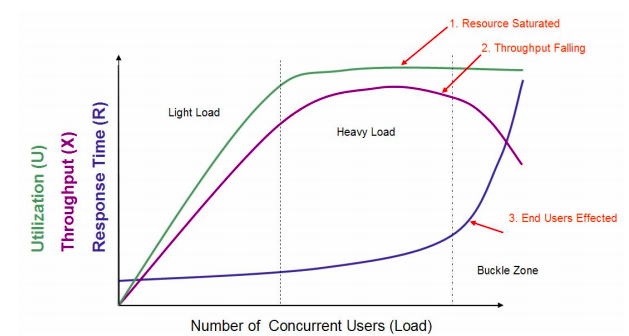 1. Resource Saturated
2. Throughput Falling
Light Load
Heavy Load
Utilization (U)
Throughput (X)
Response Time (R)
3. End Users Effected
Buckle Zone
Number of Concurrent Users (Load)